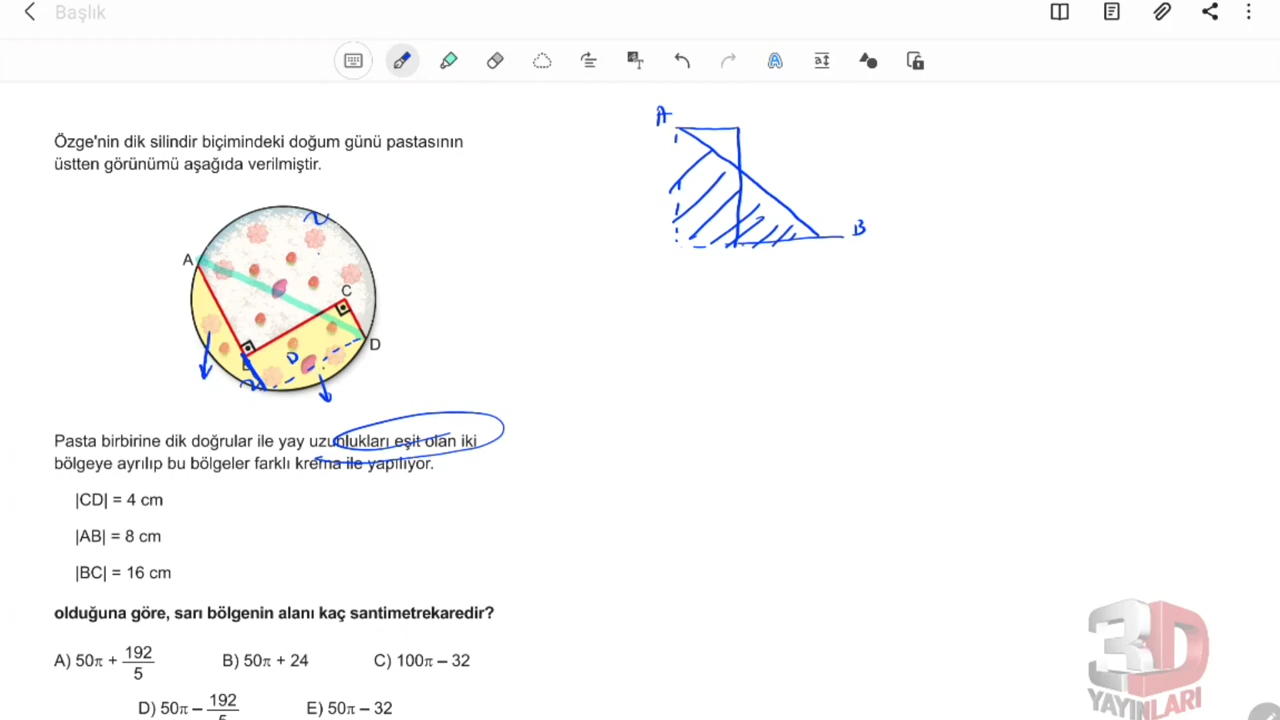 Başlık
Özge'nin dik silindir biçimindeki doğum günü pastasının
üstten görünümü aşağıda verilmiştir.
A
C
D
D
A
B
Pasta birbirine dik doğrular ile yay uzunlukları eşit olan iki
bölgeye ayrılıp bu bölgeler farklı krema ile yapılıyor.
|CD| = 4 cm
|AB| = 8 cm
|BC| = 16 cm
olduğuna göre, sarı bölgenin alanı kaç santimetrekaredir?
A) 50π + 192/5 B) 50π + 24 C) 100π – 32
D) 50π – 192/5 E) 50π – 32
3D
YAYINLARI